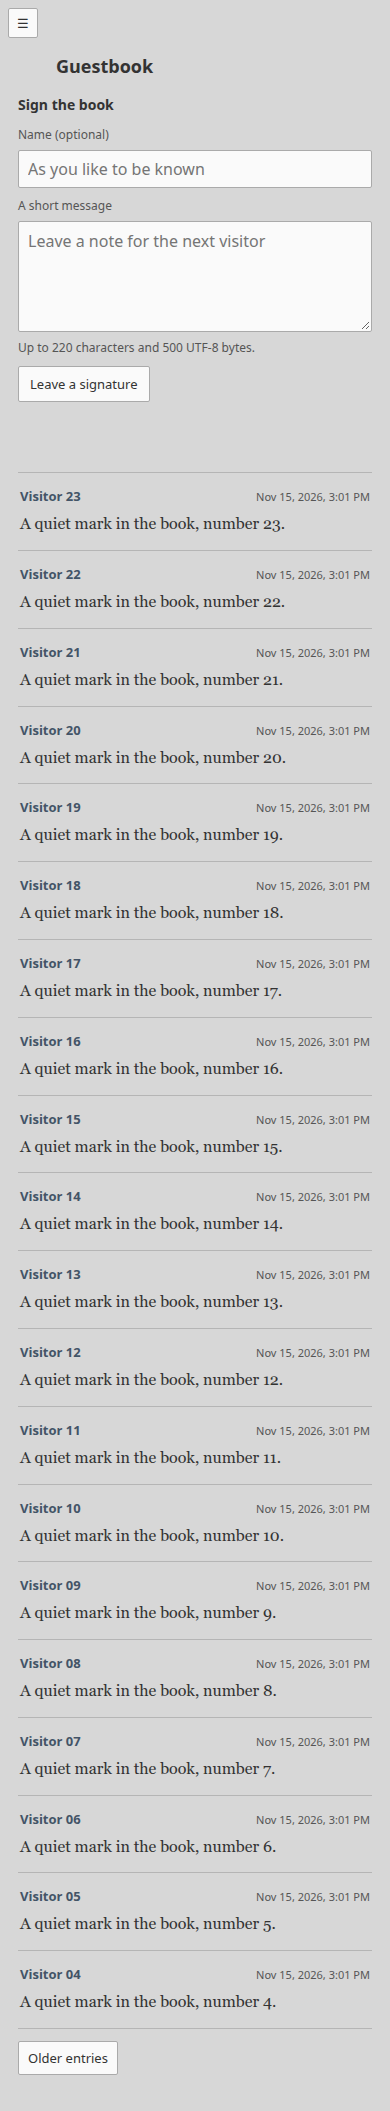 ☰
Guestbook
Sign the book
Name (optional)
As you like to be known
A short message
Leave a note for the next visitor
Up to 220 characters and 500 UTF-8 bytes.
Leave a signature
Visitor 23 Nov 15, 2026, 3:01 PM
A quiet mark in the book, number 23.
Visitor 22 Nov 15, 2026, 3:01 PM
A quiet mark in the book, number 22.
Visitor 21 Nov 15, 2026, 3:01 PM
A quiet mark in the book, number 21.
Visitor 20 Nov 15, 2026, 3:01 PM
A quiet mark in the book, number 20.
Visitor 19 Nov 15, 2026, 3:01 PM
A quiet mark in the book, number 19.
Visitor 18 Nov 15, 2026, 3:01 PM
A quiet mark in the book, number 18.
Visitor 17 Nov 15, 2026, 3:01 PM
A quiet mark in the book, number 17.
Visitor 16 Nov 15, 2026, 3:01 PM
A quiet mark in the book, number 16.
Visitor 15 Nov 15, 2026, 3:01 PM
A quiet mark in the book, number 15.
Visitor 14 Nov 15, 2026, 3:01 PM
A quiet mark in the book, number 14.
Visitor 13 Nov 15, 2026, 3:01 PM
A quiet mark in the book, number 13.
Visitor 12 Nov 15, 2026, 3:01 PM
A quiet mark in the book, number 12.
Visitor 11 Nov 15, 2026, 3:01 PM
A quiet mark in the book, number 11.
Visitor 10 Nov 15, 2026, 3:01 PM
A quiet mark in the book, number 10.
Visitor 09 Nov 15, 2026, 3:01 PM
A quiet mark in the book, number 9.
Visitor 08 Nov 15, 2026, 3:01 PM
A quiet mark in the book, number 8.
Visitor 07 Nov 15, 2026, 3:01 PM
A quiet mark in the book, number 7.
Visitor 06 Nov 15, 2026, 3:01 PM
A quiet mark in the book, number 6.
Visitor 05 Nov 15, 2026, 3:01 PM
A quiet mark in the book, number 5.
Visitor 04 Nov 15, 2026, 3:01 PM
A quiet mark in the book, number 4.
Older entries